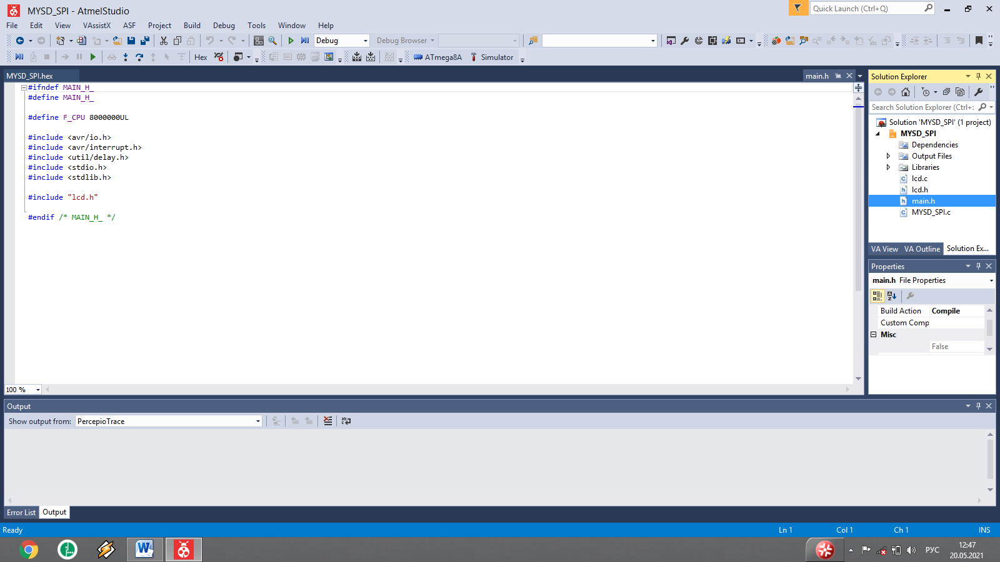 MYSD_SPI - AtmelStudio
Quick Launch (Ctrl+Q)
File Edit View VAssistX ASF Project Build Debug Tools Window Help
Debug Debug Browser
Hex ATmega8A Simulator
MYSD_SPI.hex main.h
#ifndef MAIN_H_
#define MAIN_H_
#define F_CPU 8000000UL
#include <avr/io.h>
#include <avr/interrupt.h>
#include <util/delay.h>
#include <stdio.h>
#include <stdlib.h>
#include "lcd.h"
#endif /* MAIN_H_ */
100 %
Solution Explorer
Search Solution Explorer (Ctrl+;
Solution 'MYSD_SPI' (1 project)
MYSD_SPI
Dependencies
Output Files
Libraries
lcd.c
lcd.h
main.h
MYSD_SPI.c
VA View VA Outline Solution Ex...
Properties
main.h File Properties
Build Action Compile
Custom Comp
Misc
False
Output
Show output from: PercepioTrace
Error List Output
Ready Ln 1 Col 1 Ch 1 INS
РУС
12:47
20.05.2021